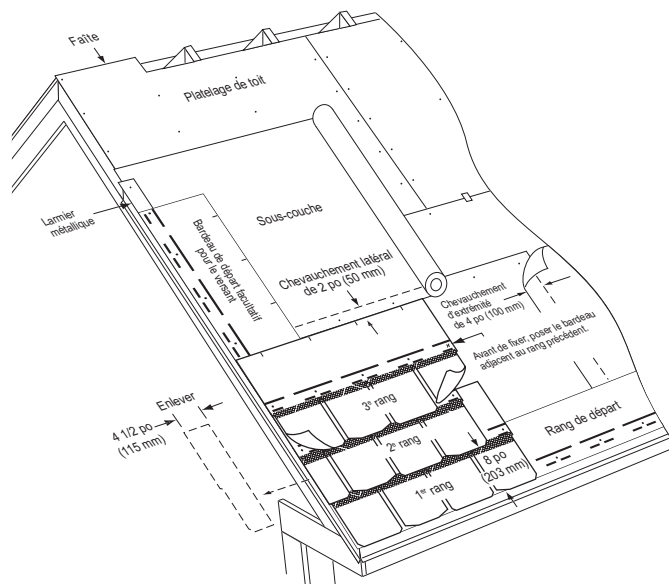 Faîte
Platelage de toit
Larmier
métallique
Bardeau de départ facultatif
pour le versant
Sous-couche
Chevauchement latéral
de 2 po (50 mm)
Chevauchement
d'extrémité
de 4 po (100 mm)
Avant de fixer, poser le bardeau
adjacent au rang précédent.
Enlever
4 1/2 po
(115 mm)
3e rang
2e rang
1er rang
8 po
(203 mm)
Rang de départ